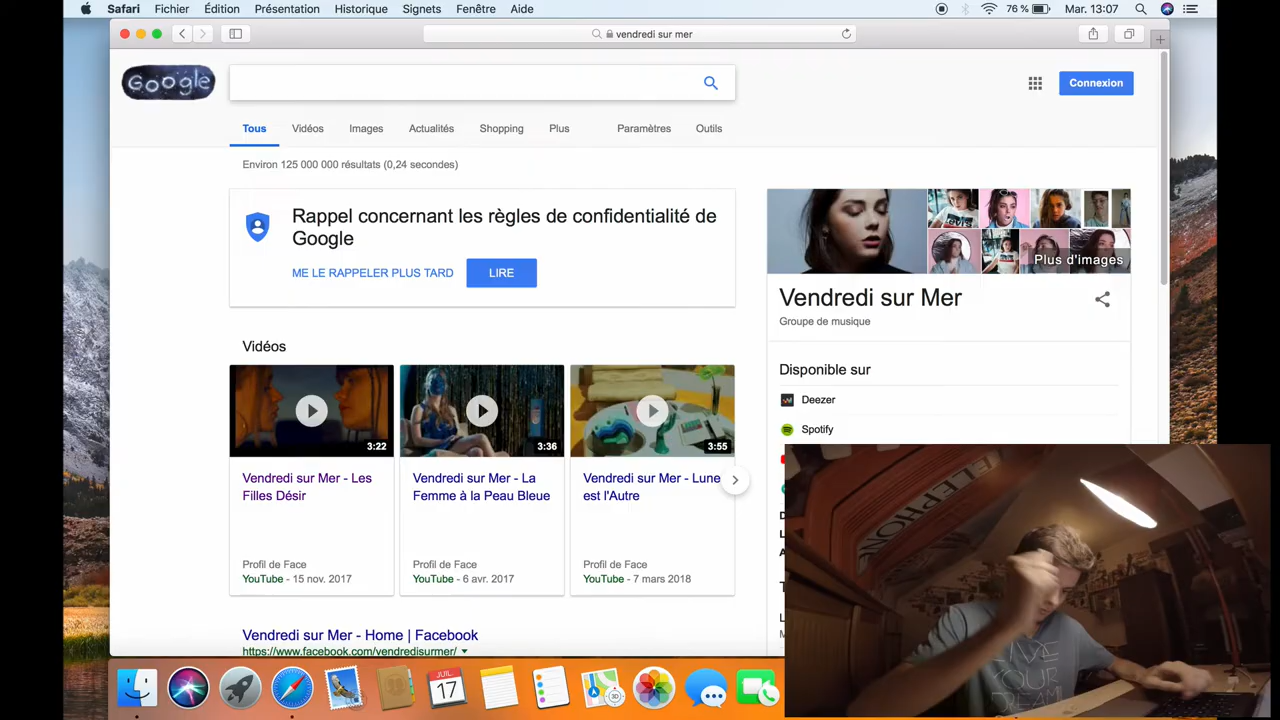 Safari Fichier Édition Présentation Historique Signets Fenêtre Aide 76 % Mar. 13:07
vendredi sur mer
Google
Connexion
Tous Vidéos Images Actualités Shopping Plus Paramètres Outils
Environ 125 000 000 résultats (0,24 secondes)
Rappel concernant les règles de confidentialité de
Google
ME LE RAPPELER PLUS TARD LIRE
Plus d'images
Vendredi sur Mer
Groupe de musique
Disponible sur
Deezer
Spotify
Vidéos
3:22
3:36
3:55
Vendredi sur Mer - Les
Filles Désir
Profil de Face
YouTube - 15 nov. 2017
Vendredi sur Mer - La
Femme à la Peau Bleue
Profil de Face
YouTube - 6 avr. 2017
Vendredi sur Mer - Lune
est l'Autre
Profil de Face
YouTube - 7 mars 2018
Vendredi sur Mer - Home | Facebook
https://www.facebook.com/vendredisurmer/
JUIL.
17
LIVE
YOUR
DREAM